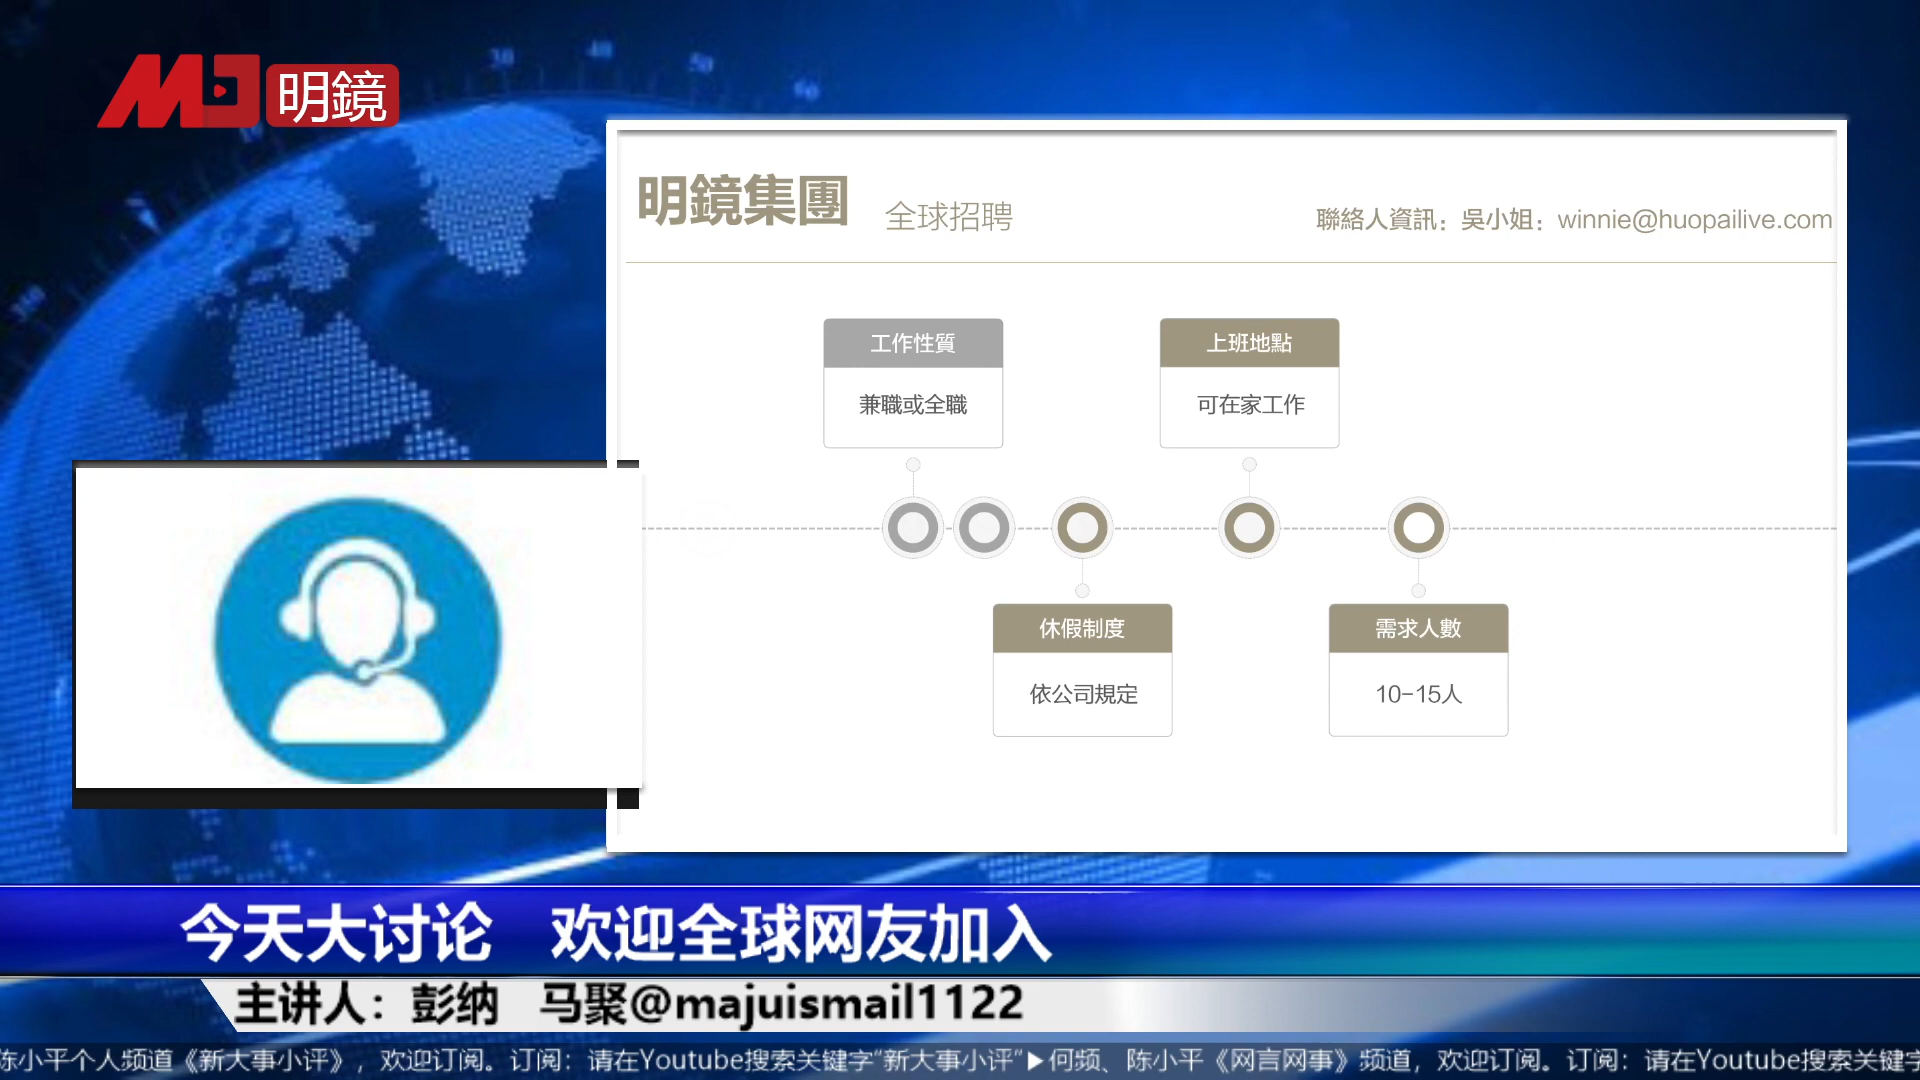 明鏡
明鏡集團 全球招聘 聯絡人資訊：吳小姐：winnie@huopailive.com
工作性質
兼職或全職
上班地點
可在家工作
休假制度
依公司規定
需求人數
10-15人
今天大讨论 欢迎全球网友加入
主讲人：彭纳 马聚@majuismail1122
陈小平个人频道《新大事小评》，欢迎订阅。订阅：请在Youtube搜索关键字“新大事小评”▶何频、陈小平《网言网事》频道，欢迎订阅。订阅：请在Youtube搜索关键字